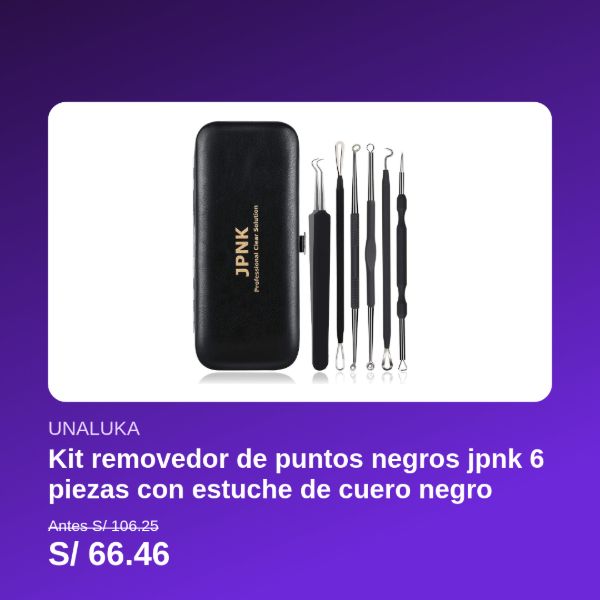 JPNK
Professional Clear Solution
UNALUKA
Kit removedor de puntos negros jpnk 6
piezas con estuche de cuero negro
Antes S/ 106.25
S/ 66.46